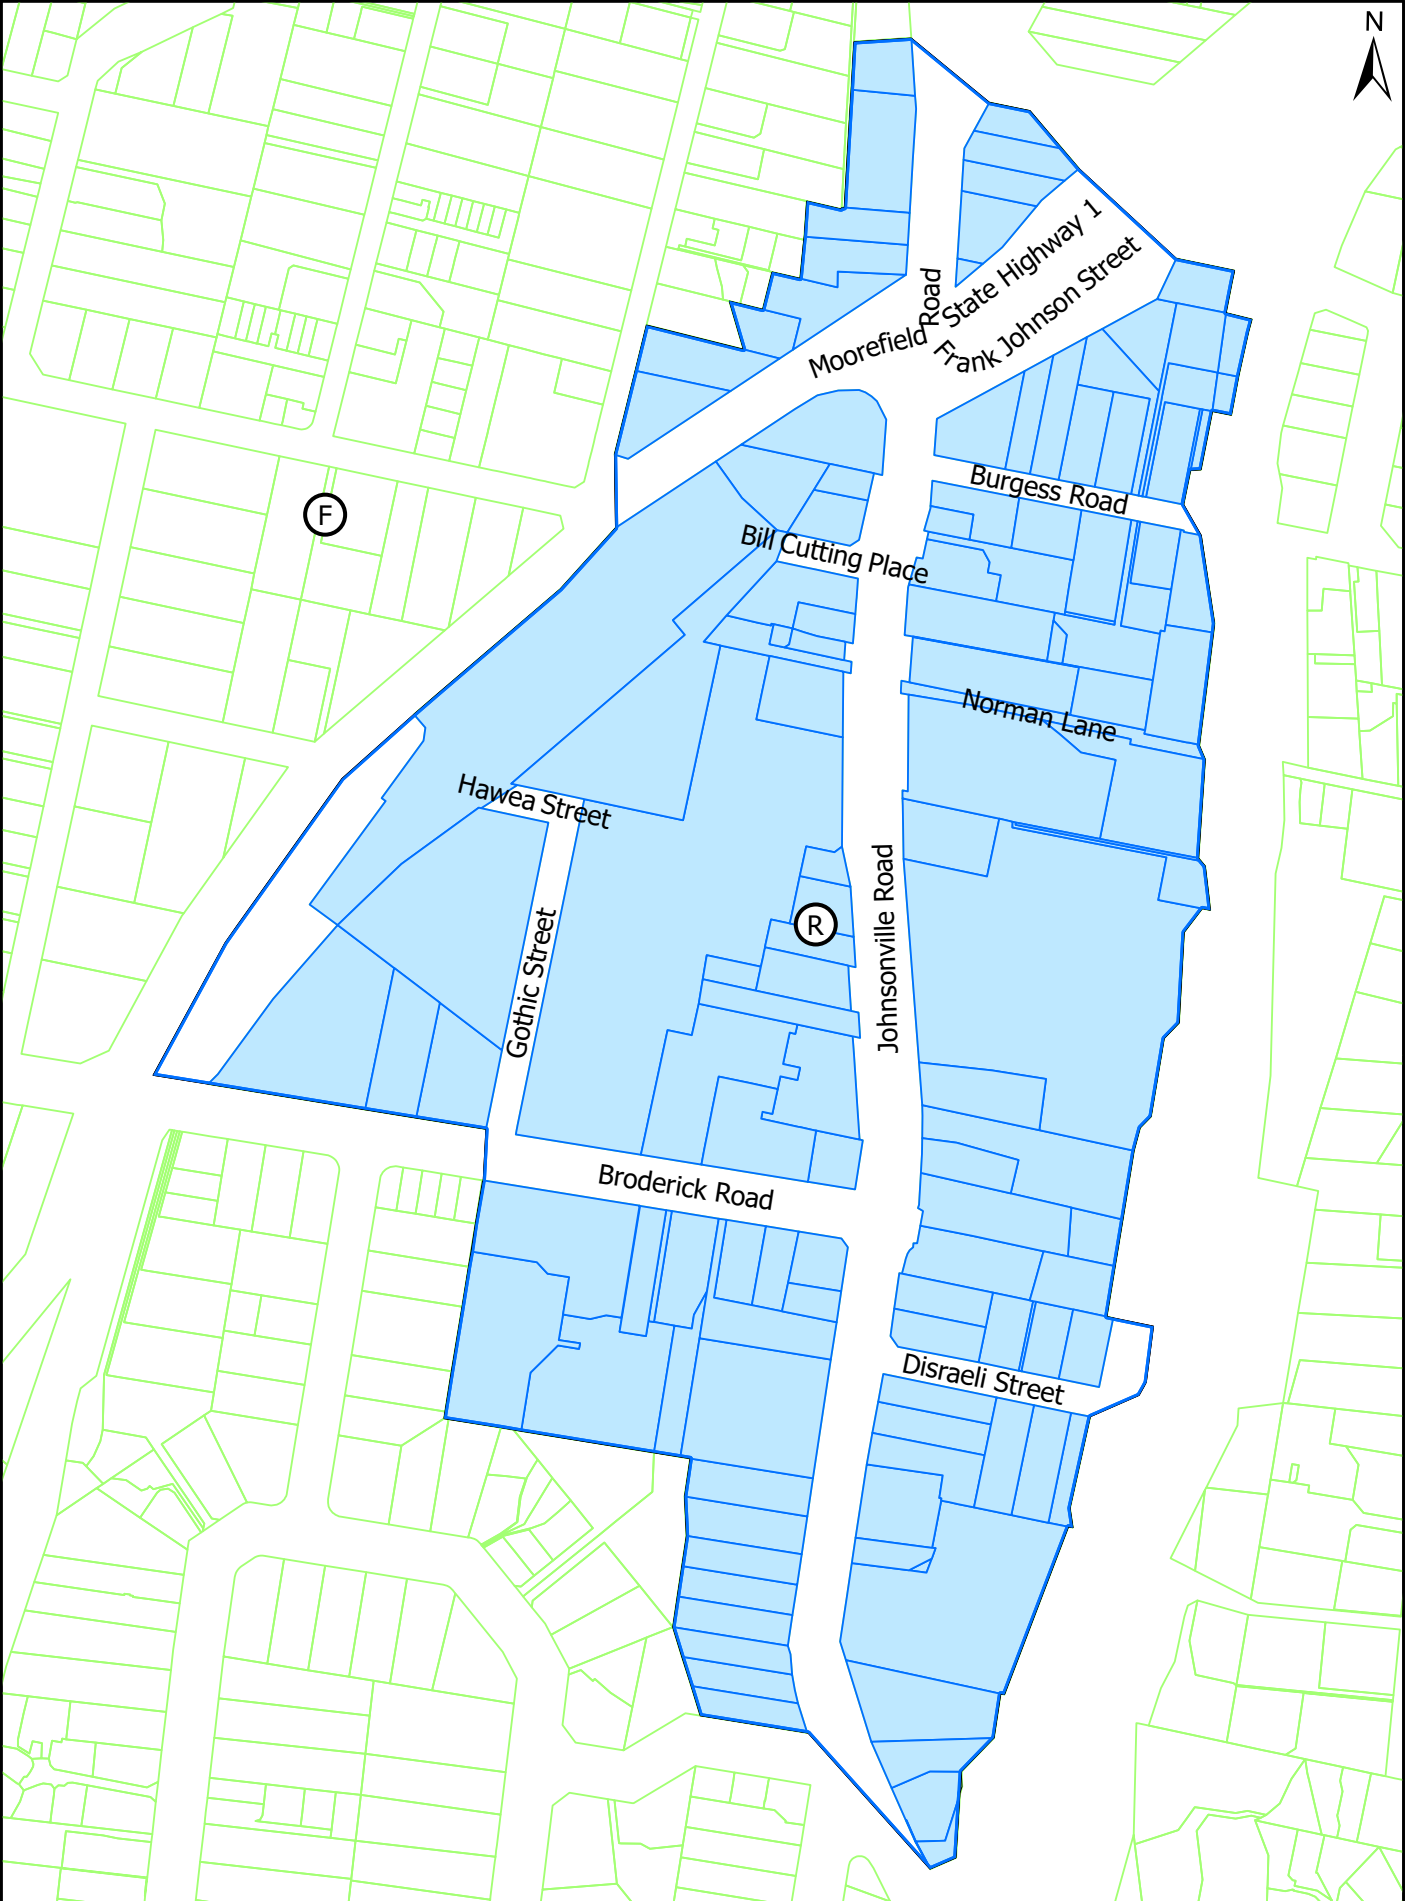 N
State Highway 1
Frank Johnson Street
Moorefield Road
Burgess Road
F
Bill Cutting Place
Norman Lane
Hawea Street
Johnsonville Road
R
Gothic Street
Broderick Road
Disraeli Street